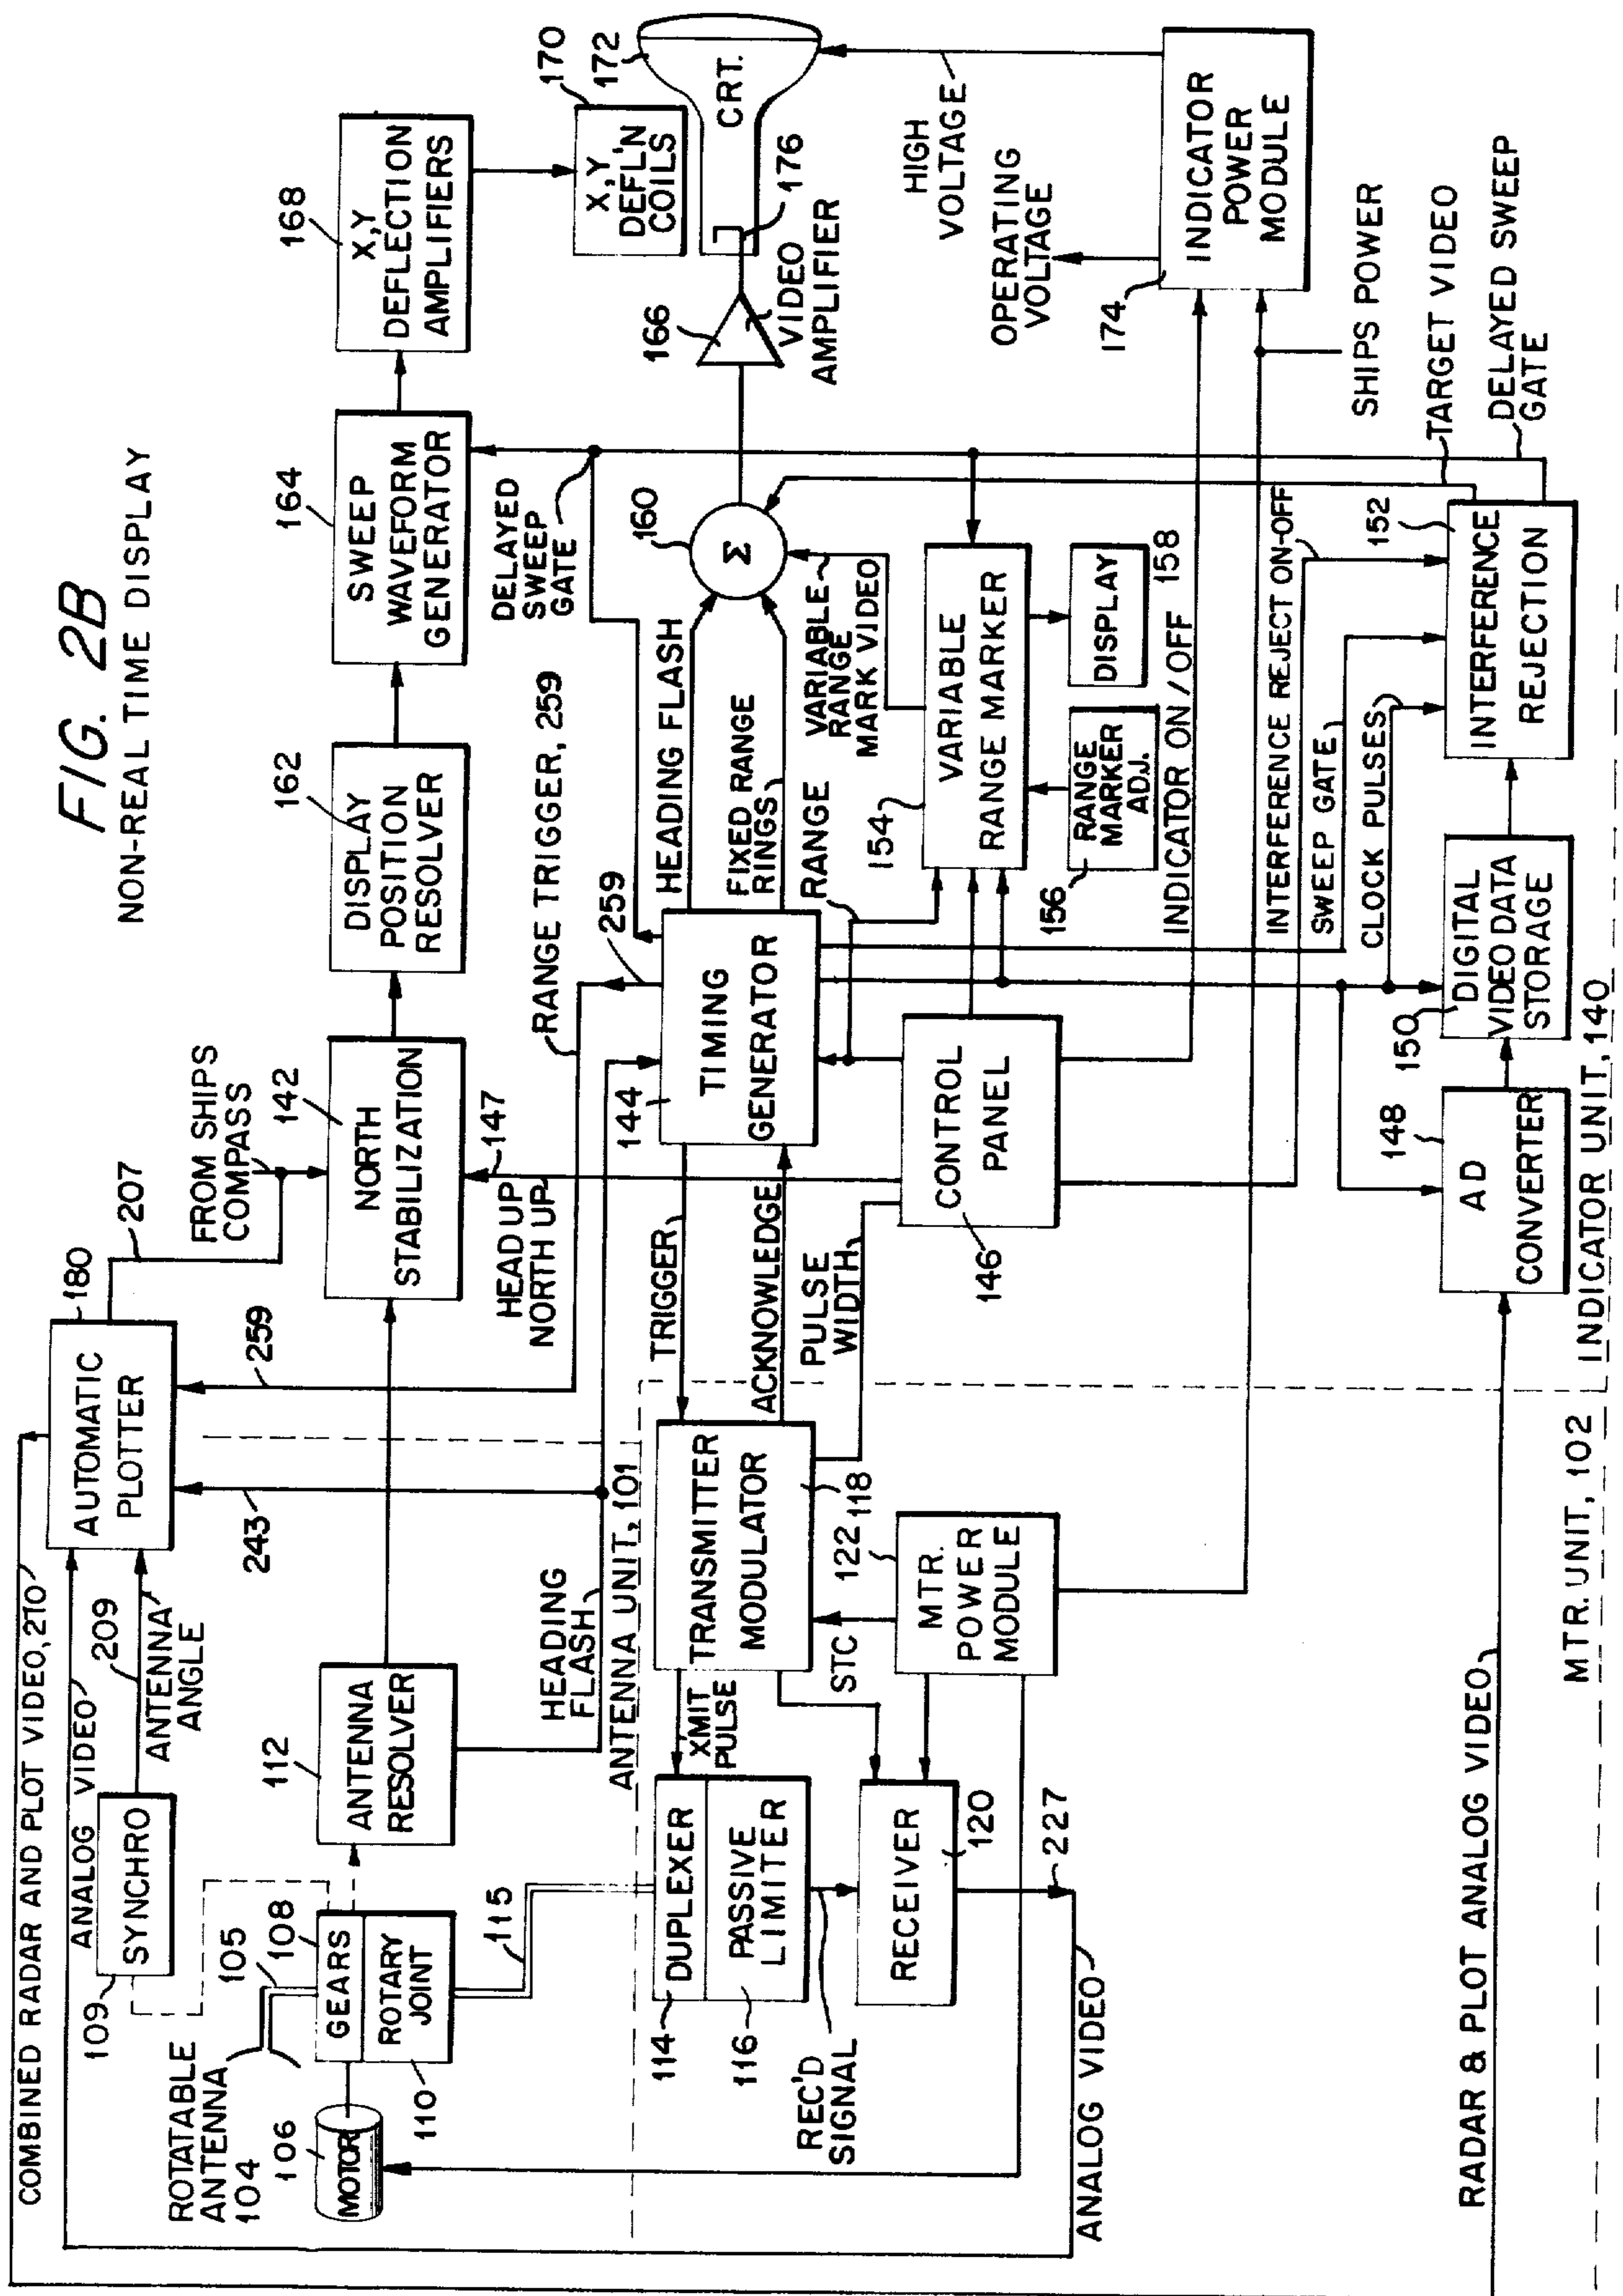 FIG. 2B
NON-REAL TIME DISPLAY
COMBINED RADAR AND PLOT VIDEO, 210
ANALOG VIDEO
109
SYNCHRO
209
ANTENNA
ANGLE
AUTOMATIC
PLOTTER
180
207
FROM SHIPS
COMPASS
243
259
ROTATABLE
ANTENNA
104
105
106
MOTOR
108
GEARS
ROTARY
JOINT
110
112
ANTENNA
RESOLVER
142
NORTH
STABILIZATION
147
HEAD UP
NORTH UP
162
DISPLAY
POSITION
RESOLVER
164
SWEEP
WAVEFORM
GENERATOR
168
X,Y
DEFLECTION
AMPLIFIERS
X,Y
DEFL'N
COILS
170
172
CRT.
176
HEADING
FLASH
RANGE TRIGGER, 259
259
DELAYED
SWEEP
GATE
115
ANTENNA UNIT, 101
114
DUPLEXER
116
PASSIVE
LIMITER
XMIT
PULSE
TRANSMITTER
MODULATOR
118
TRIGGER
ACKNOWLEDGE
144
TIMING
GENERATOR
HEADING FLASH
FIXED RANGE
RINGS
160
Σ
166
VIDEO
AMPLIFIER
REC'D
SIGNAL
RECEIVER
120
227
STC
122
MTR.
POWER
MODULE
PULSE
WIDTH
CONTROL
PANEL
146
RANGE
VARIABLE
RANGE
MARK VIDEO
154
VARIABLE
RANGE MARKER
156
RANGE
MARKER
ADJ.
DISPLAY
158
HIGH
VOLTAGE
OPERATING
VOLTAGE
174
INDICATOR
POWER
MODULE
INDICATOR ON/OFF
INTERFERENCE REJECT ON-OFF
SWEEP GATE
CLOCK PULSES
SHIPS POWER
TARGET VIDEO
DELAYED SWEEP
GATE
ANALOG VIDEO
RADAR & PLOT ANALOG VIDEO
148
AD
CONVERTER
150
DIGITAL
VIDEO DATA
STORAGE
152
INTERFERENCE
REJECTION
MTR. UNIT, 102
INDICATOR UNIT, 140